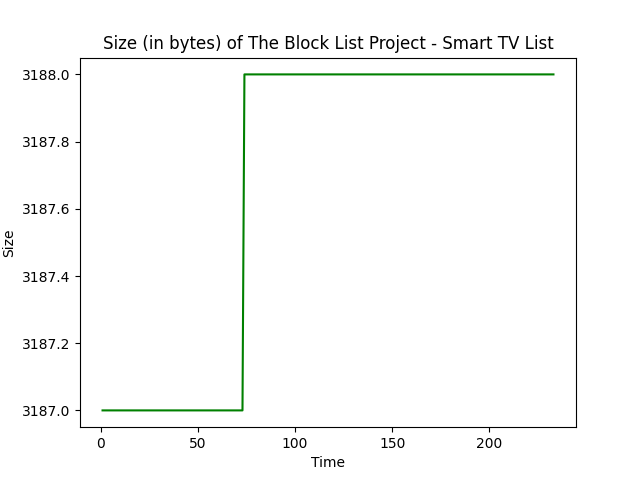 Size (in bytes) of The Block List Project - Smart TV List
3188.0
3187.8
3187.6
3187.4
3187.2
3187.0
Size
0 50 100 150 200
Time